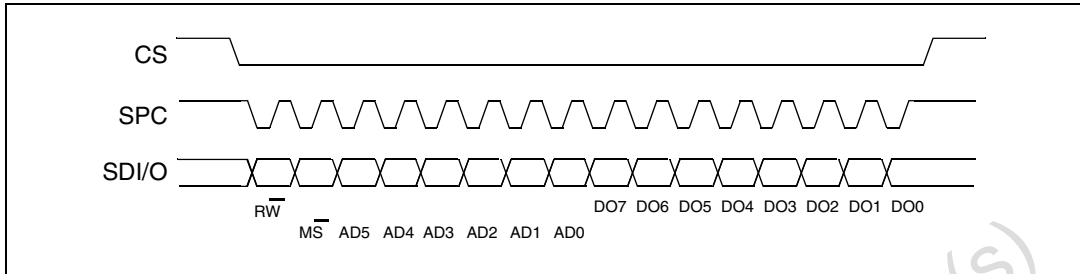 CS
SPC
SDI/O
RW
DO7 DO6 DO5 DO4 DO3 DO2 DO1 DO0
MS AD5 AD4 AD3 AD2 AD1 AD0
(s)